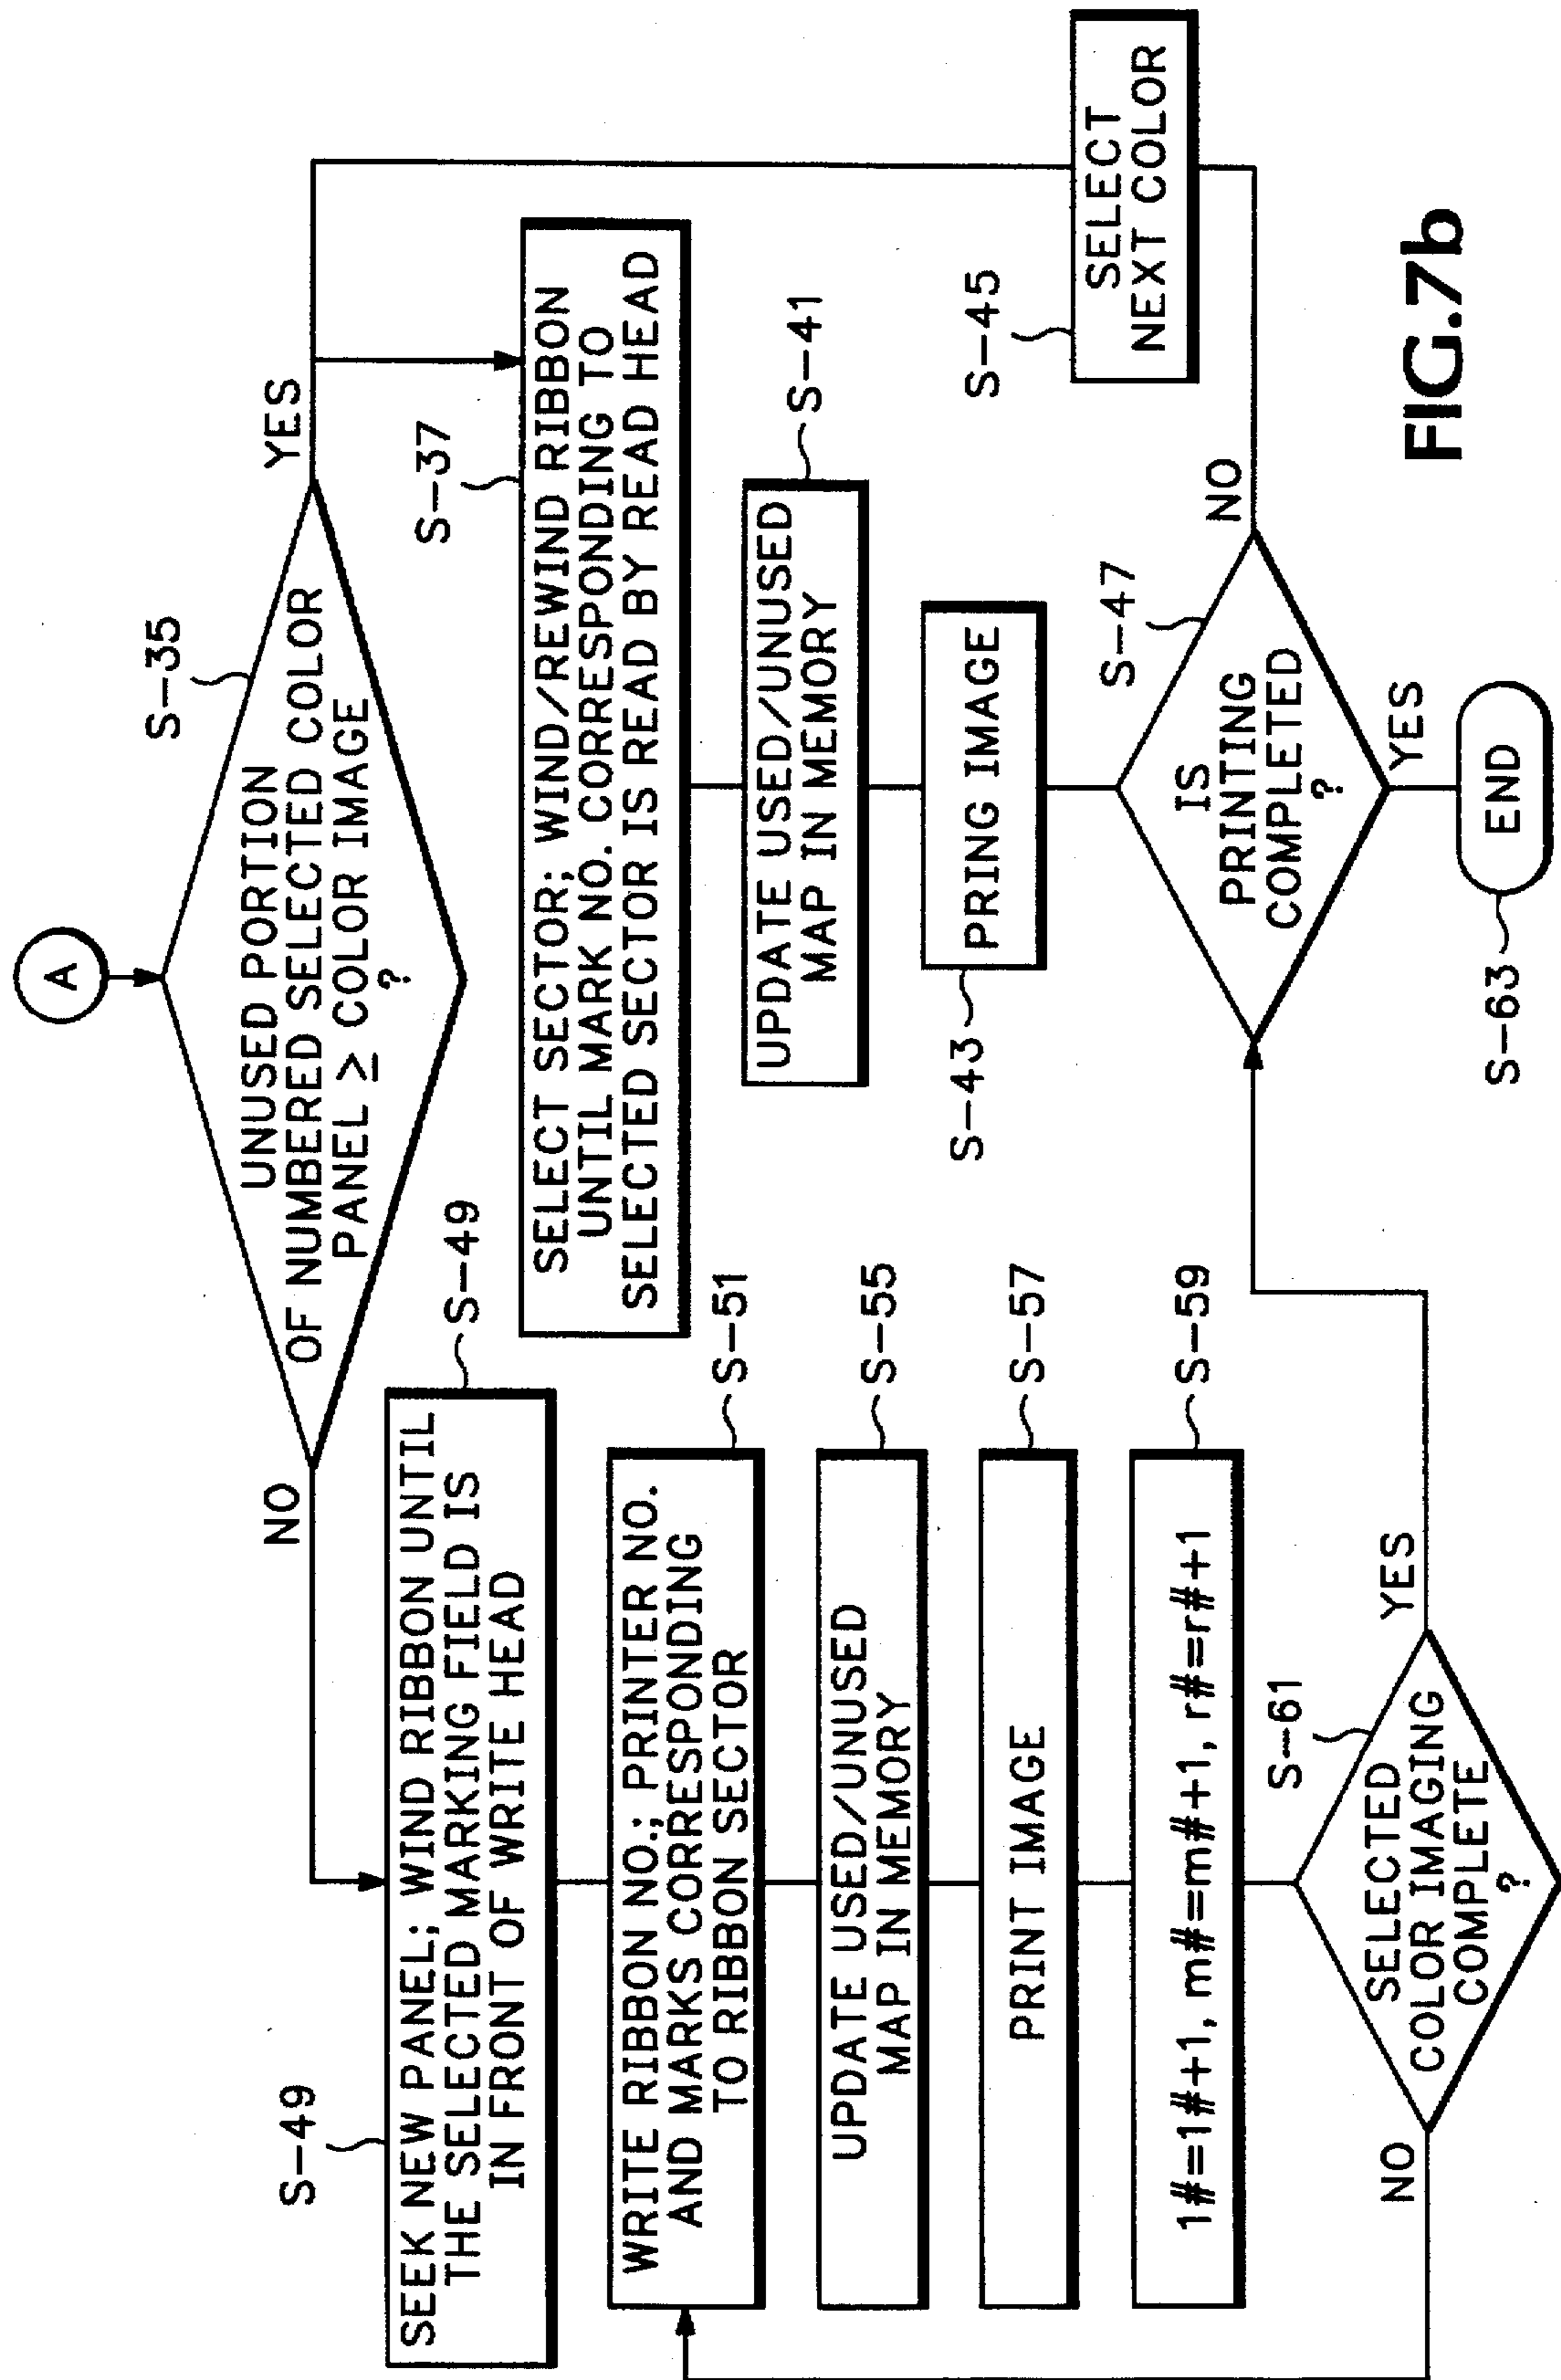 A
S-35
UNUSED PORTION
OF NUMBERED SELECTED COLOR
PANEL ≥ COLOR IMAGE
?
NO
YES
S-49
S-49
SEEK NEW PANEL; WIND RIBBON UNTIL
THE SELECTED MARKING FIELD IS
IN FRONT OF WRITE HEAD
S-51
WRITE RIBBON NO.; PRINTER NO.
AND MARKS CORRESPONDING
TO RIBBON SECTOR
S-55
UPDATE USED/UNUSED
MAP IN MEMORY
S-57
PRINT IMAGE
S-59
1#=1#+1, m#=m#+1, r#=r#+1
S-61
SELECTED
COLOR IMAGING
COMPLETE
?
NO
YES
S-37
SELECT SECTOR; WIND/REWIND RIBBON
UNTIL MARK NO. CORRESPONDING TO
SELECTED SECTOR IS READ BY READ HEAD
S-41
UPDATE USED/UNUSED
MAP IN MEMORY
S-43
PRING IMAGE
S-47
IS
PRINTING
COMPLETED
?
NO
YES
S-45
SELECT
NEXT COLOR
S-63
END
FIG.7b